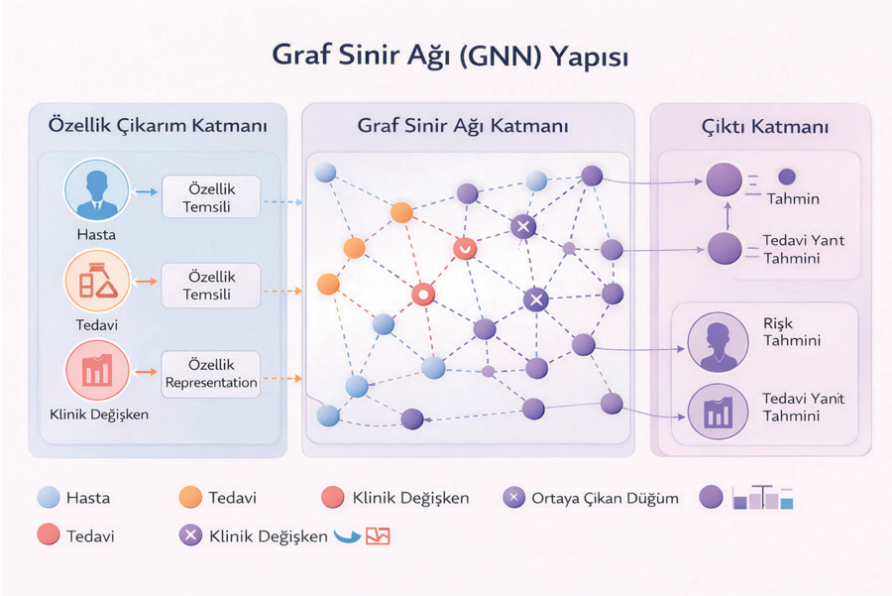 Graf Sinir Ağı (GNN) Yapısı
Özellik Çıkarım Katmanı
Hasta
Özellik
Temsili
Tedavi
Özellik
Temsili
Klinik Değişken
Özellik
Representation
Graf Sinir Ağı Katmanı
Çıktı Katmanı
Tahmin
Tedavi Yanıt
Tahmini
Rişk
Tahmini
Tedavi Yanit
Tahmini
Hasta
Tedavi
Klinik Değişken
Ortaya Çikan Düğüm
Tedavi
Klinik Değişken